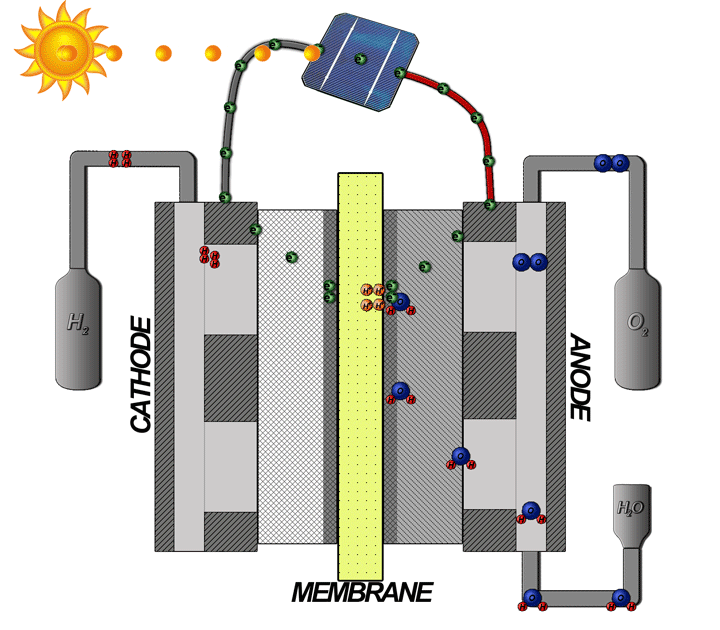 H₂
O₂
CATHODE
ANODE
H₂O
MEMBRANE